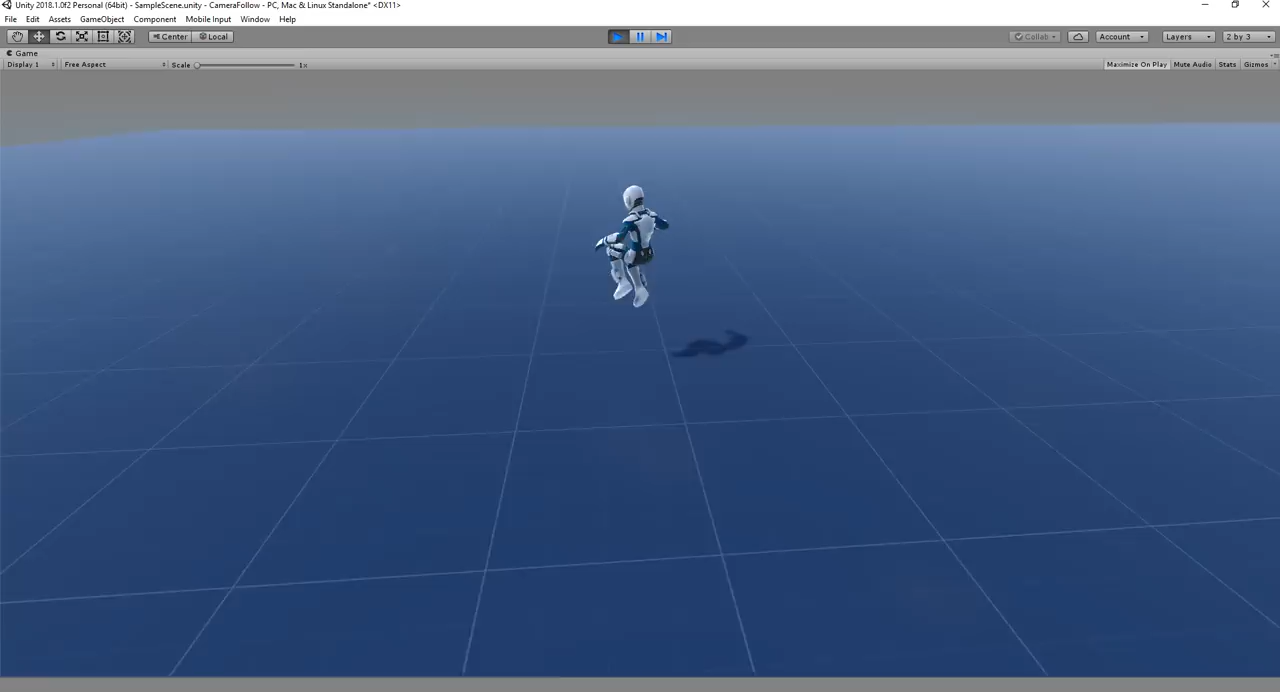 Unity 2018.1.0f2 Personal (64bit) - SampleScene.unity - CameraFollow - PC, Mac & Linux Standalone* <DX11>
File Edit Assets GameObject Component Mobile Input Window Help
Center Local Collab Account Layers 2 by 3
Game
Display 1 Free Aspect Scale 1x Maximize On Play Mute Audio Stats Gizmos